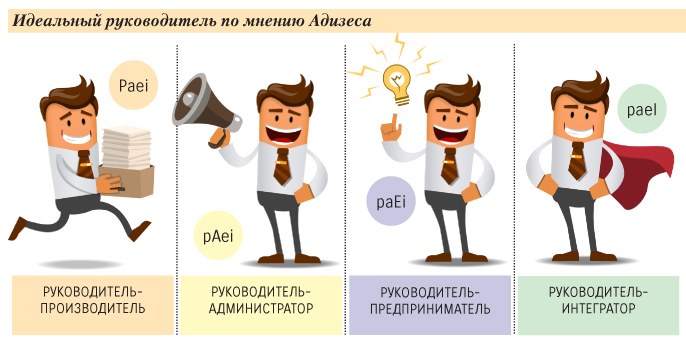 Идеальный руководитель по мнению Адизеса
Paei
pAei
paEi
paeI
РУКОВОДИТЕЛЬ-
ПРОИЗВОДИТЕЛЬ
РУКОВОДИТЕЛЬ-
АДМИНИСТРАТОР
РУКОВОДИТЕЛЬ-
ПРЕДПРИНИМАТЕЛЬ
РУКОВОДИТЕЛЬ-
ИНТЕГРАТОР